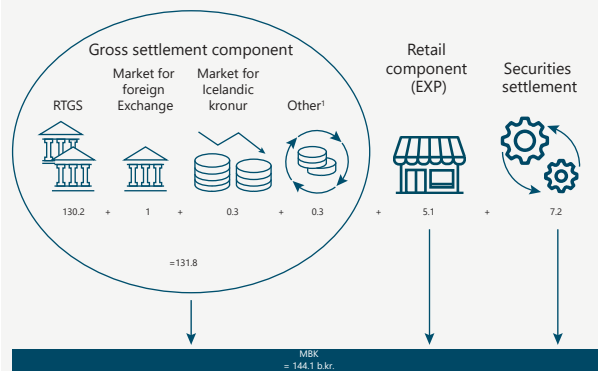 Gross settlement component
RTGS
Market for
foreign
Exchange
Market for
Icelandic
kronur
Other¹
Retail
component
(EXP)
Securities
settlement
130.2 + 1 + 0.3 + 0.3 + 5.1 + 7.2
=131.8
MBK
= 144.1 b.kr.